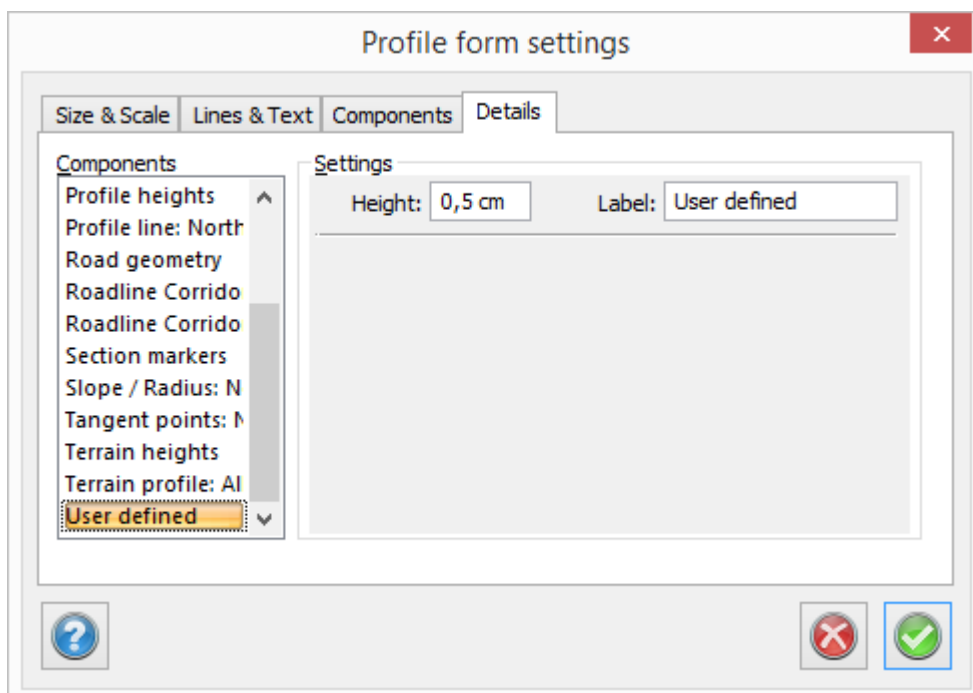 Profile form settings
Size & Scale
Lines & Text
Components
Details
Components
Profile heights
Profile line: North
Road geometry
Roadline Corrido
Roadline Corrido
Section markers
Slope / Radius: N
Tangent points: N
Terrain heights
Terrain profile: Al
User defined
Settings
Height: 0,5 cm
Label: User defined